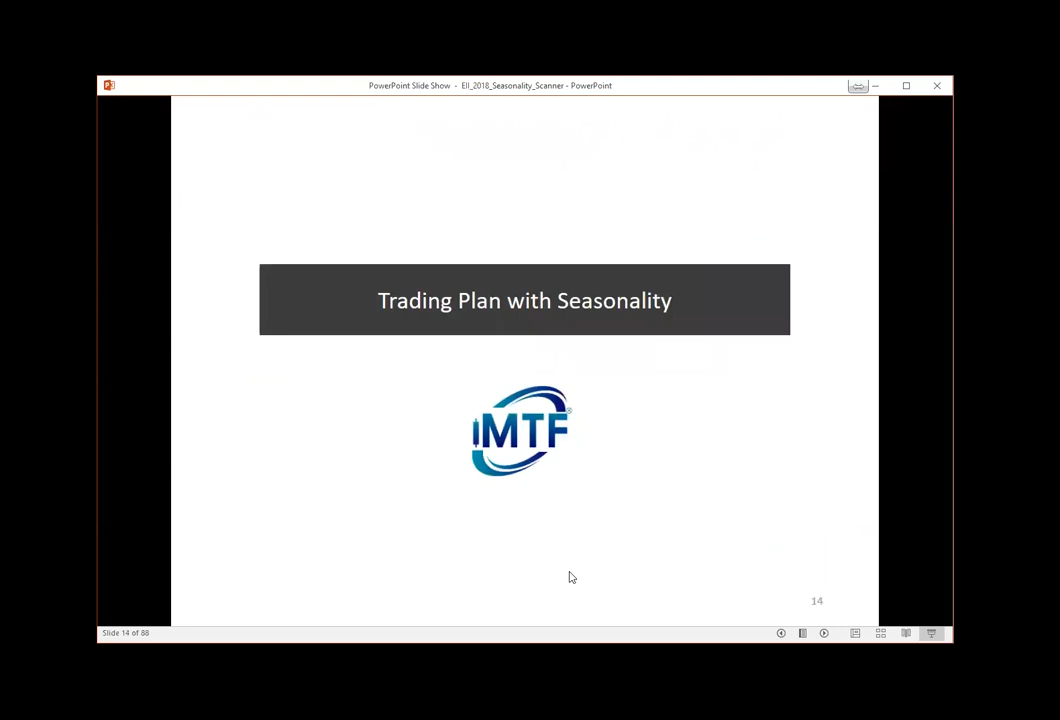 PowerPoint Slide Show - EII_2018_Seasonality_Scanner - PowerPoint
Trading Plan with Seasonality
iMTF®
14
Slide 14 of 88